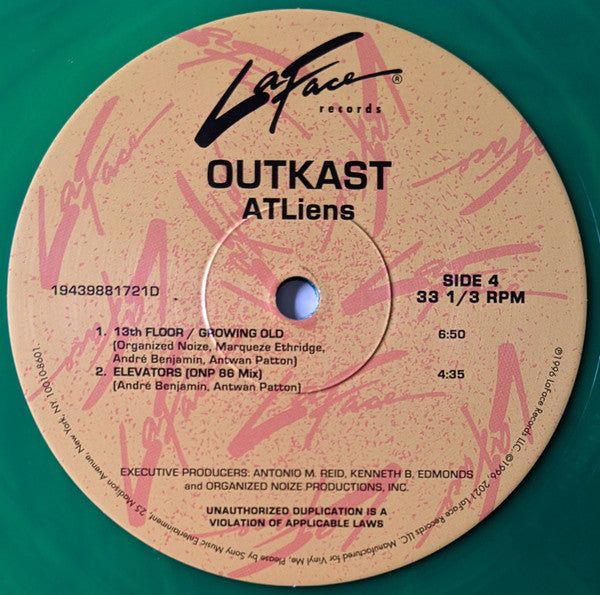 LaFace®
records
OUTKAST
ATLiens
19439881721D
SIDE 4
33 1/3 RPM
1. 13th FLOOR / GROWING OLD 6:50
(Organized Noize, Marqueze Ethridge,
André Benjamin, Antwan Patton)
2. ELEVATORS (ONP 86 Mix) 4:35
(André Benjamin, Antwan Patton)
EXECUTIVE PRODUCERS: ANTONIO M. REID, KENNETH B. EDMONDS
and ORGANIZED NOIZE PRODUCTIONS, INC.
UNAUTHORIZED DUPLICATION IS A
VIOLATION OF APPLICABLE LAWS
℗1996 LaFace Records LLC ©1996, 2021 LaFace Records LLC. Manufactured for Vinyl Me, Please by Sony Music Entertainment, 25 Madison Avenue, New York, NY 10010-8601.